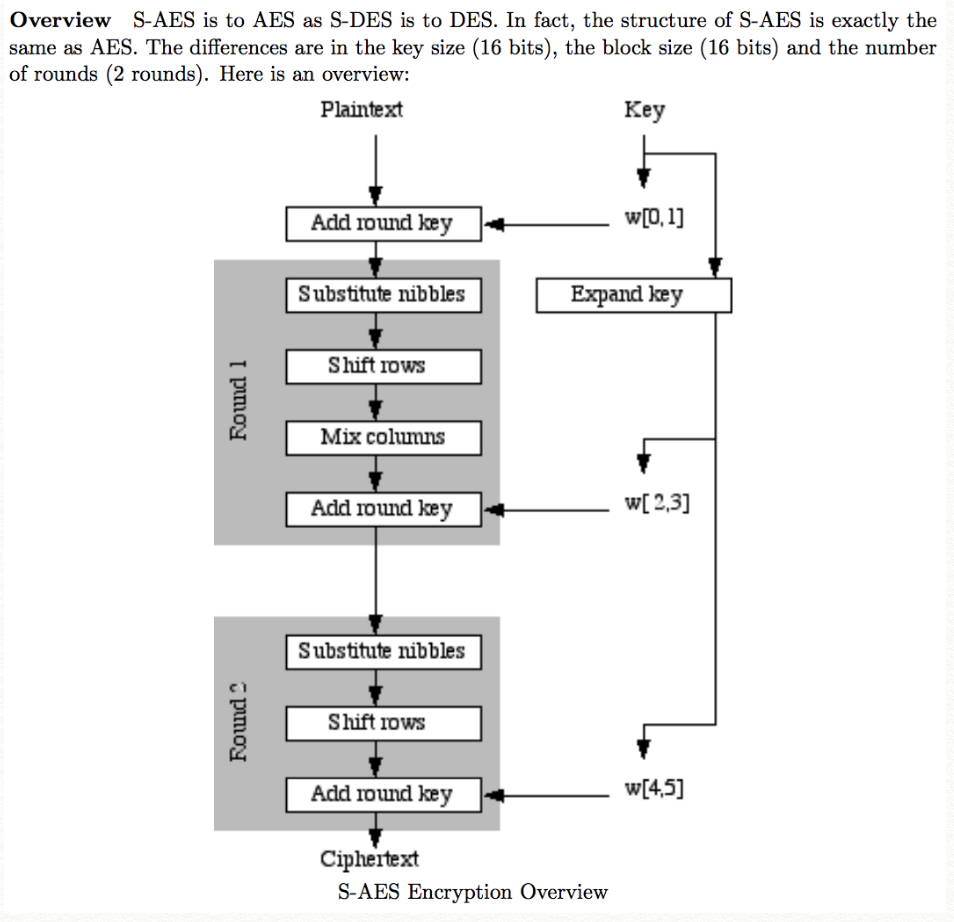 Overview S-AES is to AES as S-DES is to DES. In fact, the structure of S-AES is exactly the
same as AES. The differences are in the key size (16 bits), the block size (16 bits) and the number
of rounds (2 rounds). Here is an overview:
Plaintext
Key
Add round key
w[0,1]
Substitute nibbles
Expand key
Shift rows
Round 1
Mix columns
Add round key
w[2,3]
Substitute nibbles
Round 2
Shift rows
Add round key
w[4,5]
Ciphertext
S-AES Encryption Overview